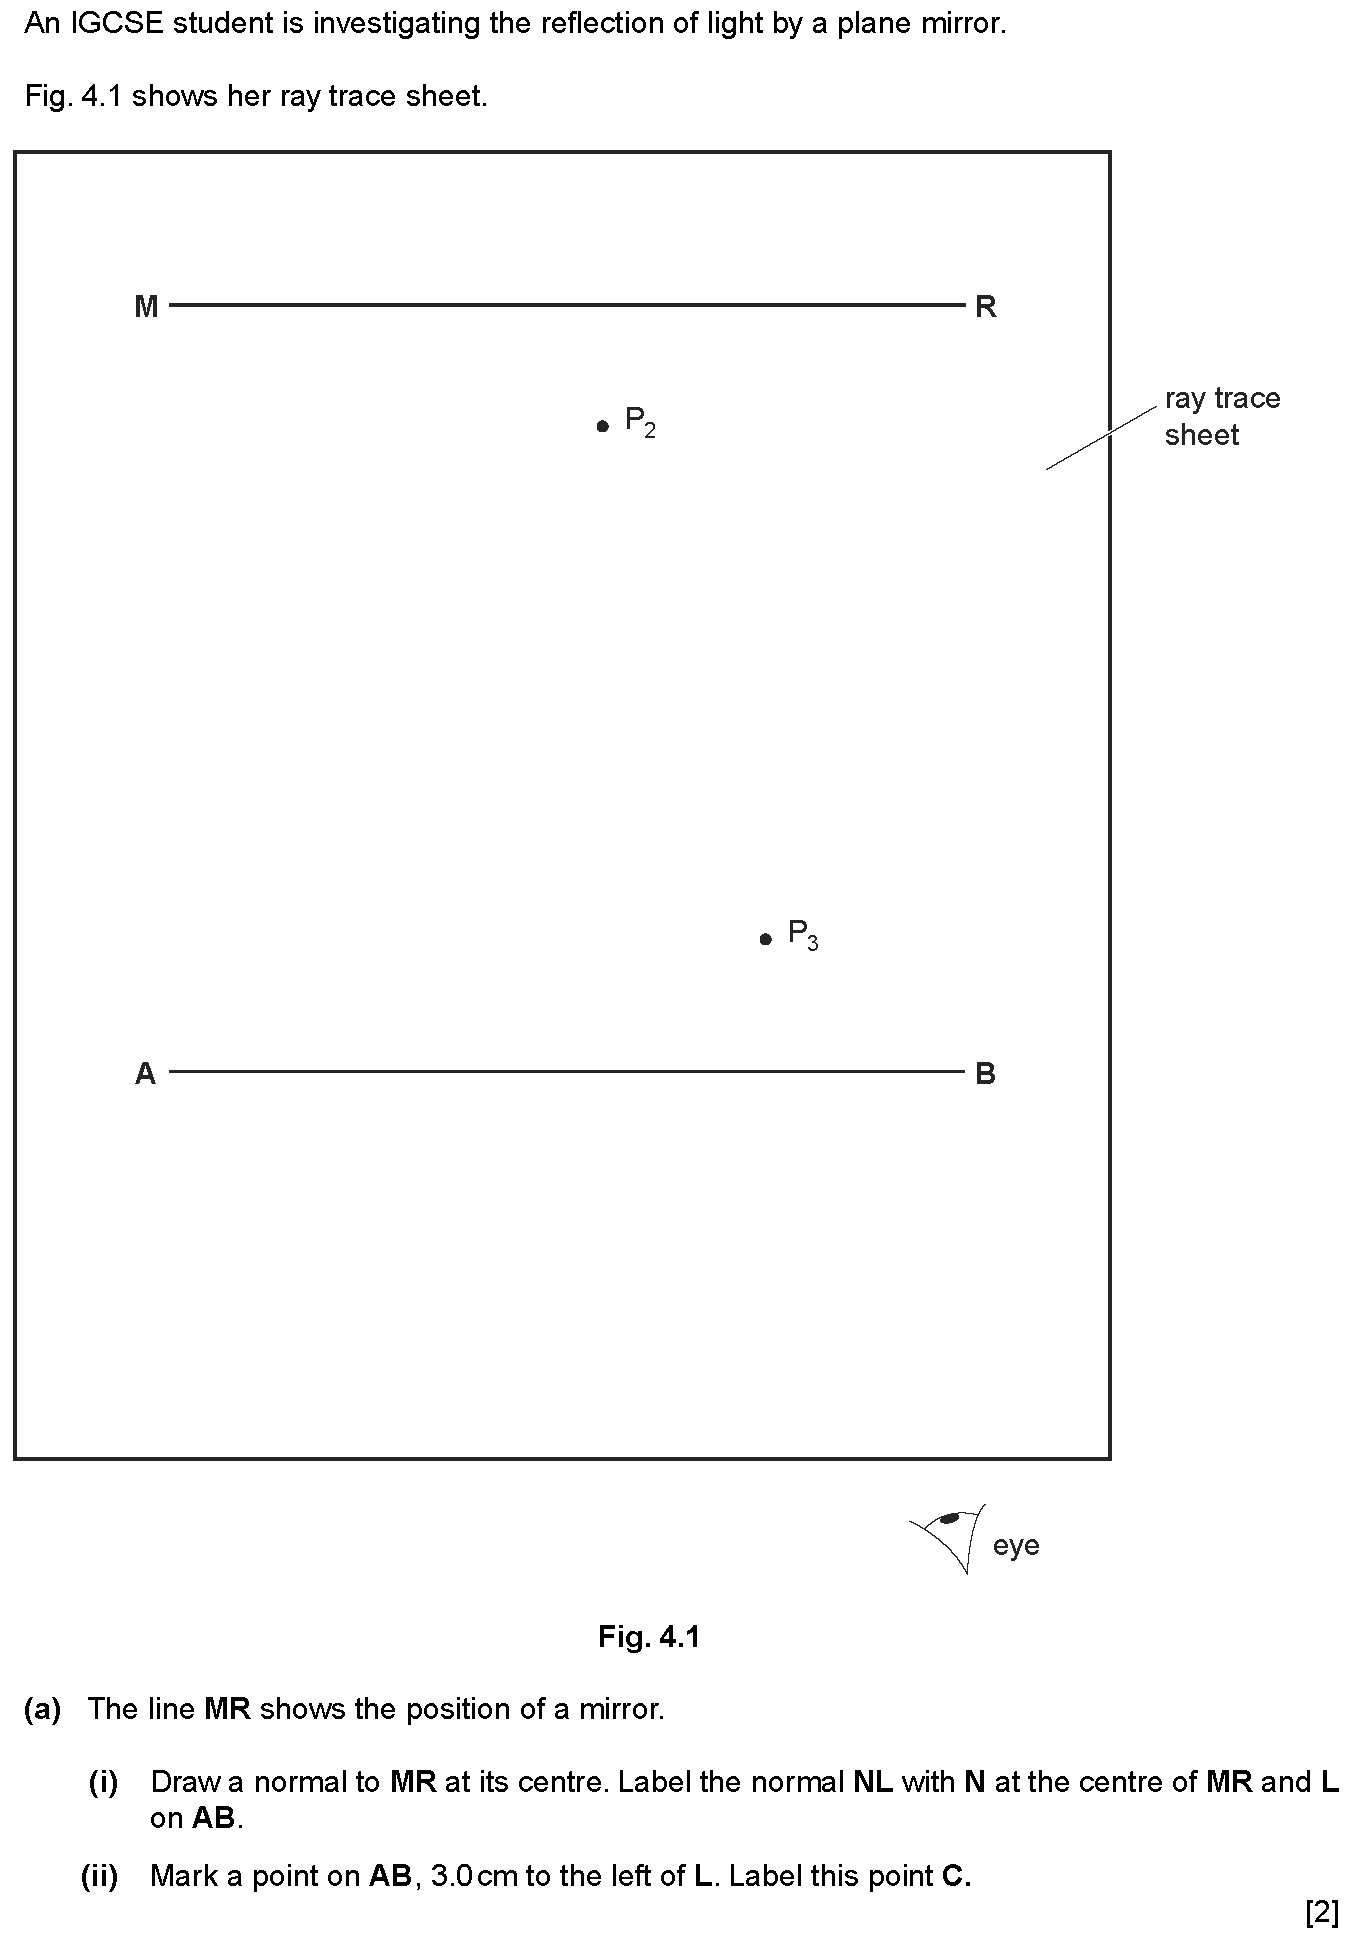 An IGCSE student is investigating the reflection of light by a plane mirror.
Fig. 4.1 shows her ray trace sheet.
M
R
ray trace
sheet
P2
P3
A
B
eye
Fig. 4.1
(a) The line MR shows the position of a mirror.
(i) Draw a normal to MR at its centre. Label the normal NL with N at the centre of MR and L
on AB.
(ii) Mark a point on AB, 3.0 cm to the left of L. Label this point C.
[2]